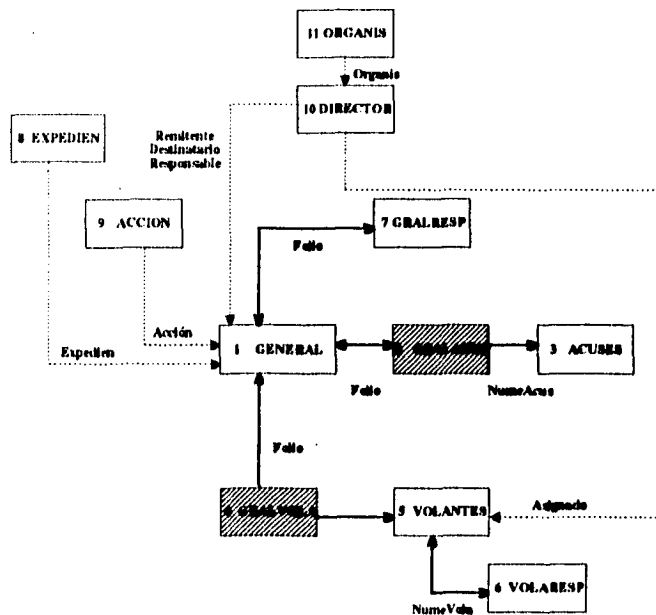 11 ORGANIS
Organis
10 DIRECTOR
8 EXPEDIEN
Remitente
Destinatario
Responsable
9 ACCION
7 GRALRESP
Folio
Acción
1 GENERAL
3 ACUSES
Expedien
Folio
NumeAcus
Folio
5 VOLANTES
Asignado
6 VOLARESP
NumeVola